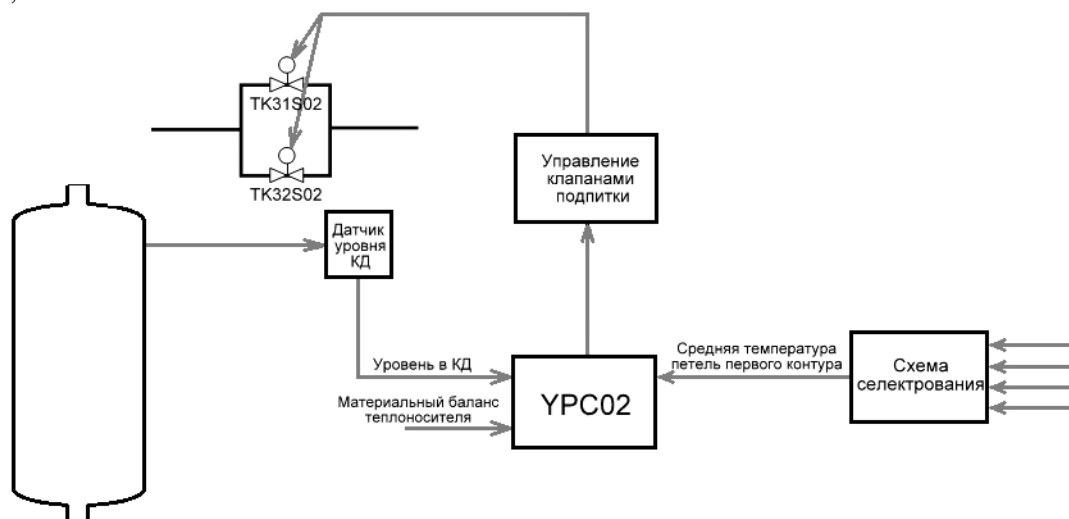 TK31S02
TK32S02
Управление
клапанами
подпитки
Датчик
уровня
КД
Уровень в КД
Материальный баланс
теплоносителя
YPC02
Средняя температура
петель первого контура
Схема
селектрования